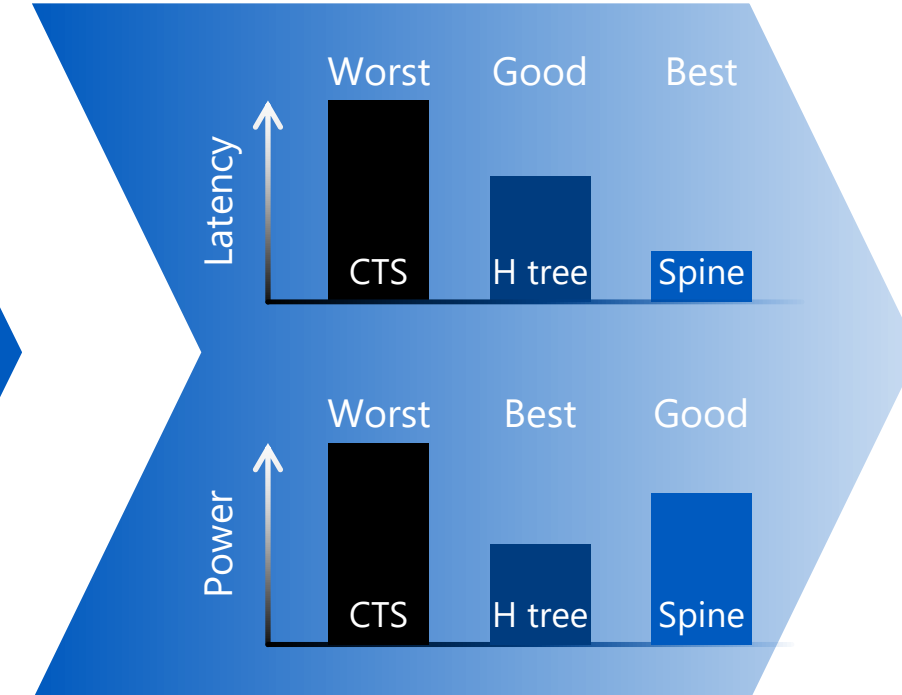 Worst Good Best
Latency
CTS H tree Spine
Worst Best Good
Power
CTS H tree Spine